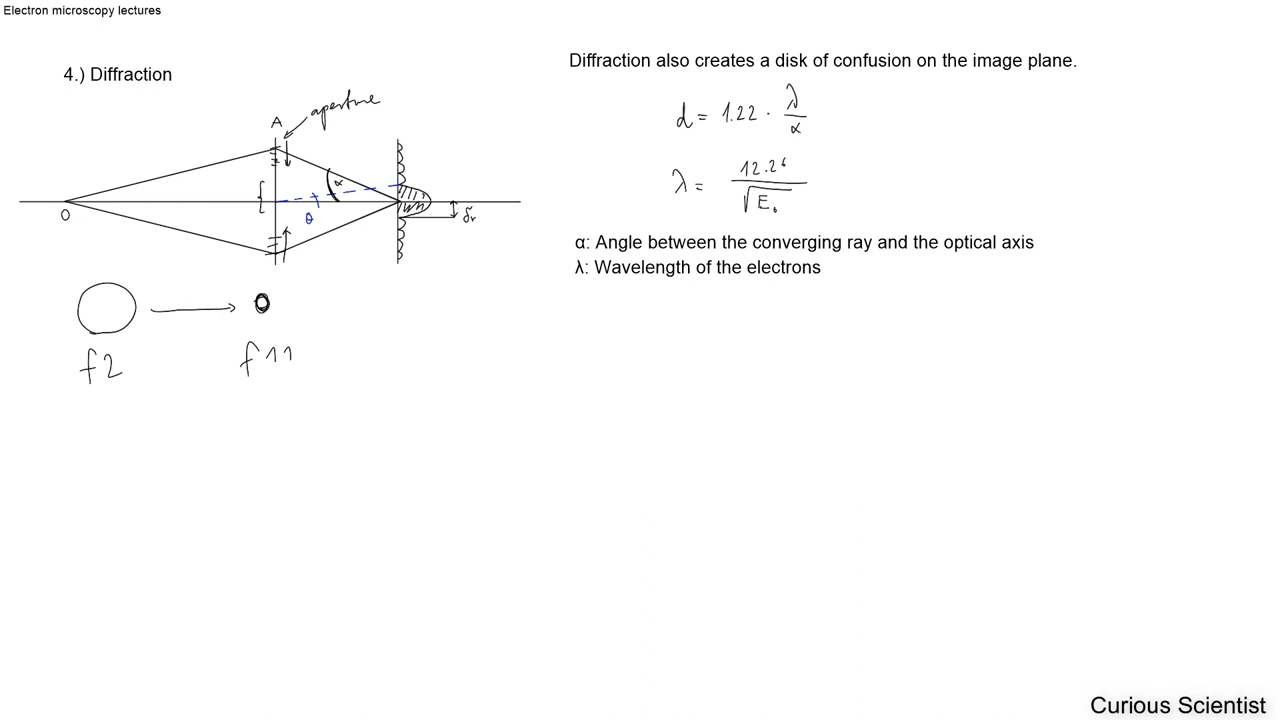 Electron microscopy lectures
4.) Diffraction
Diffraction also creates a disk of confusion on the image plane.
aperture
A
d = 1.22 · λ/α
α
λ = 12.26/√E₀
O
θ
δr
α: Angle between the converging ray and the optical axis
λ: Wavelength of the electrons
f2
f11
Curious Scientist